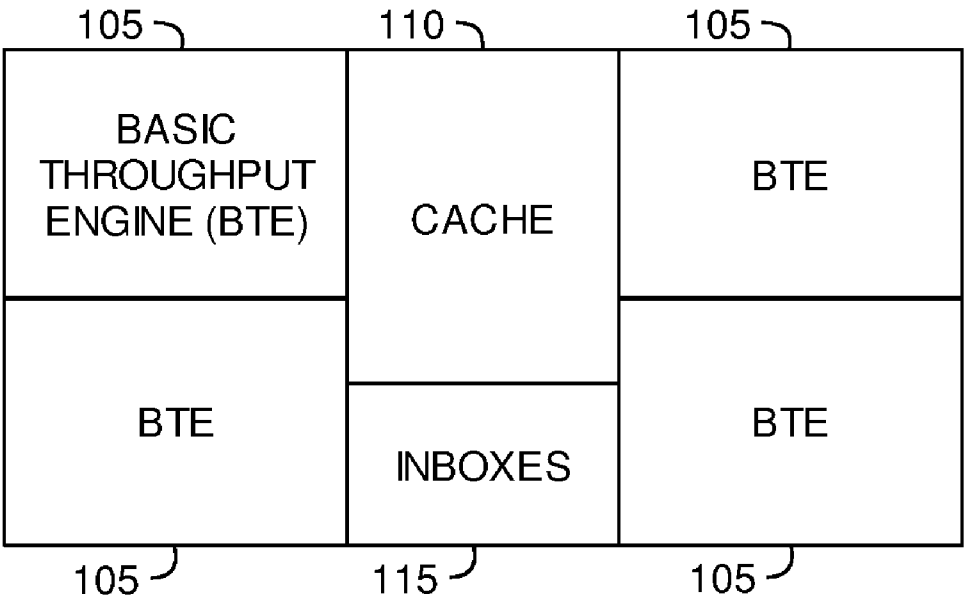 105
110
105
BASIC
THROUGHPUT
ENGINE (BTE)
CACHE
BTE
BTE
INBOXES
BTE
105
115
105